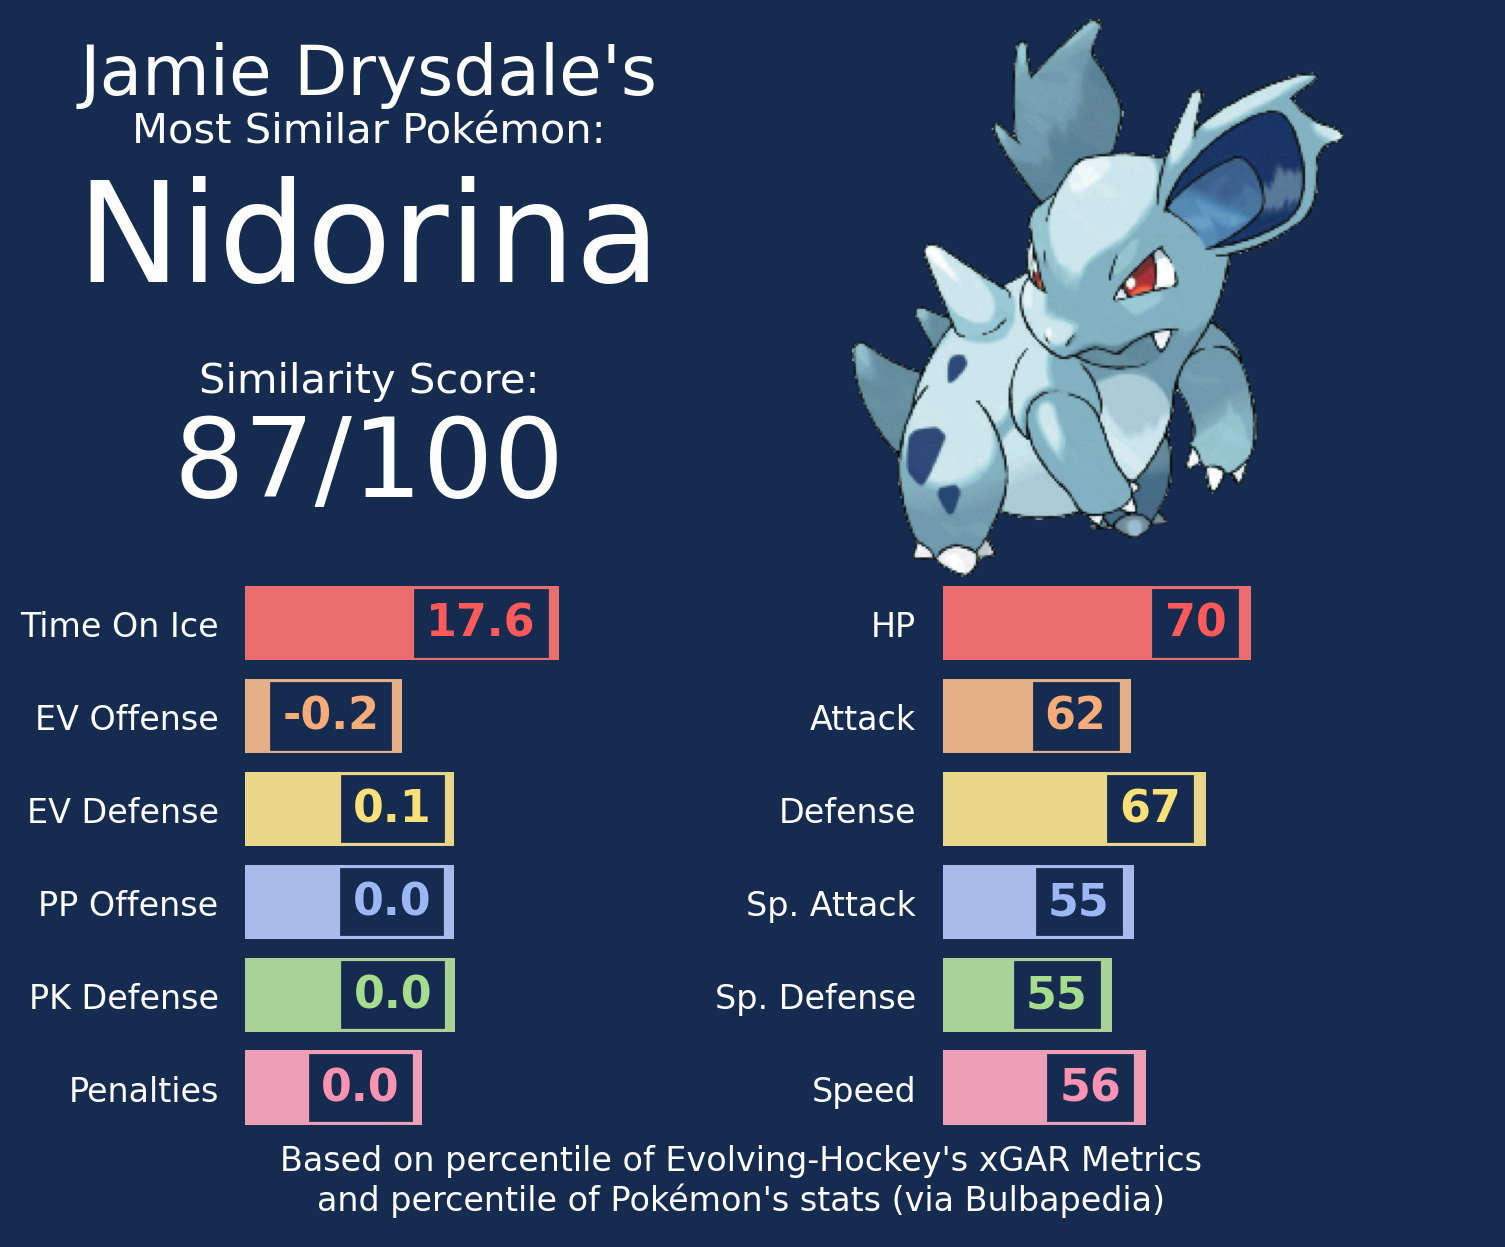 Jamie Drysdale's
Most Similar Pokémon:
Nidorina
Similarity Score:
87/100
Time On Ice 17.6
EV Offense -0.2
EV Defense 0.1
PP Offense 0.0
PK Defense 0.0
Penalties 0.0
HP 70
Attack 62
Defense 67
Sp. Attack 55
Sp. Defense 55
Speed 56
Based on percentile of Evolving-Hockey's xGAR Metrics
and percentile of Pokémon's stats (via Bulbapedia)